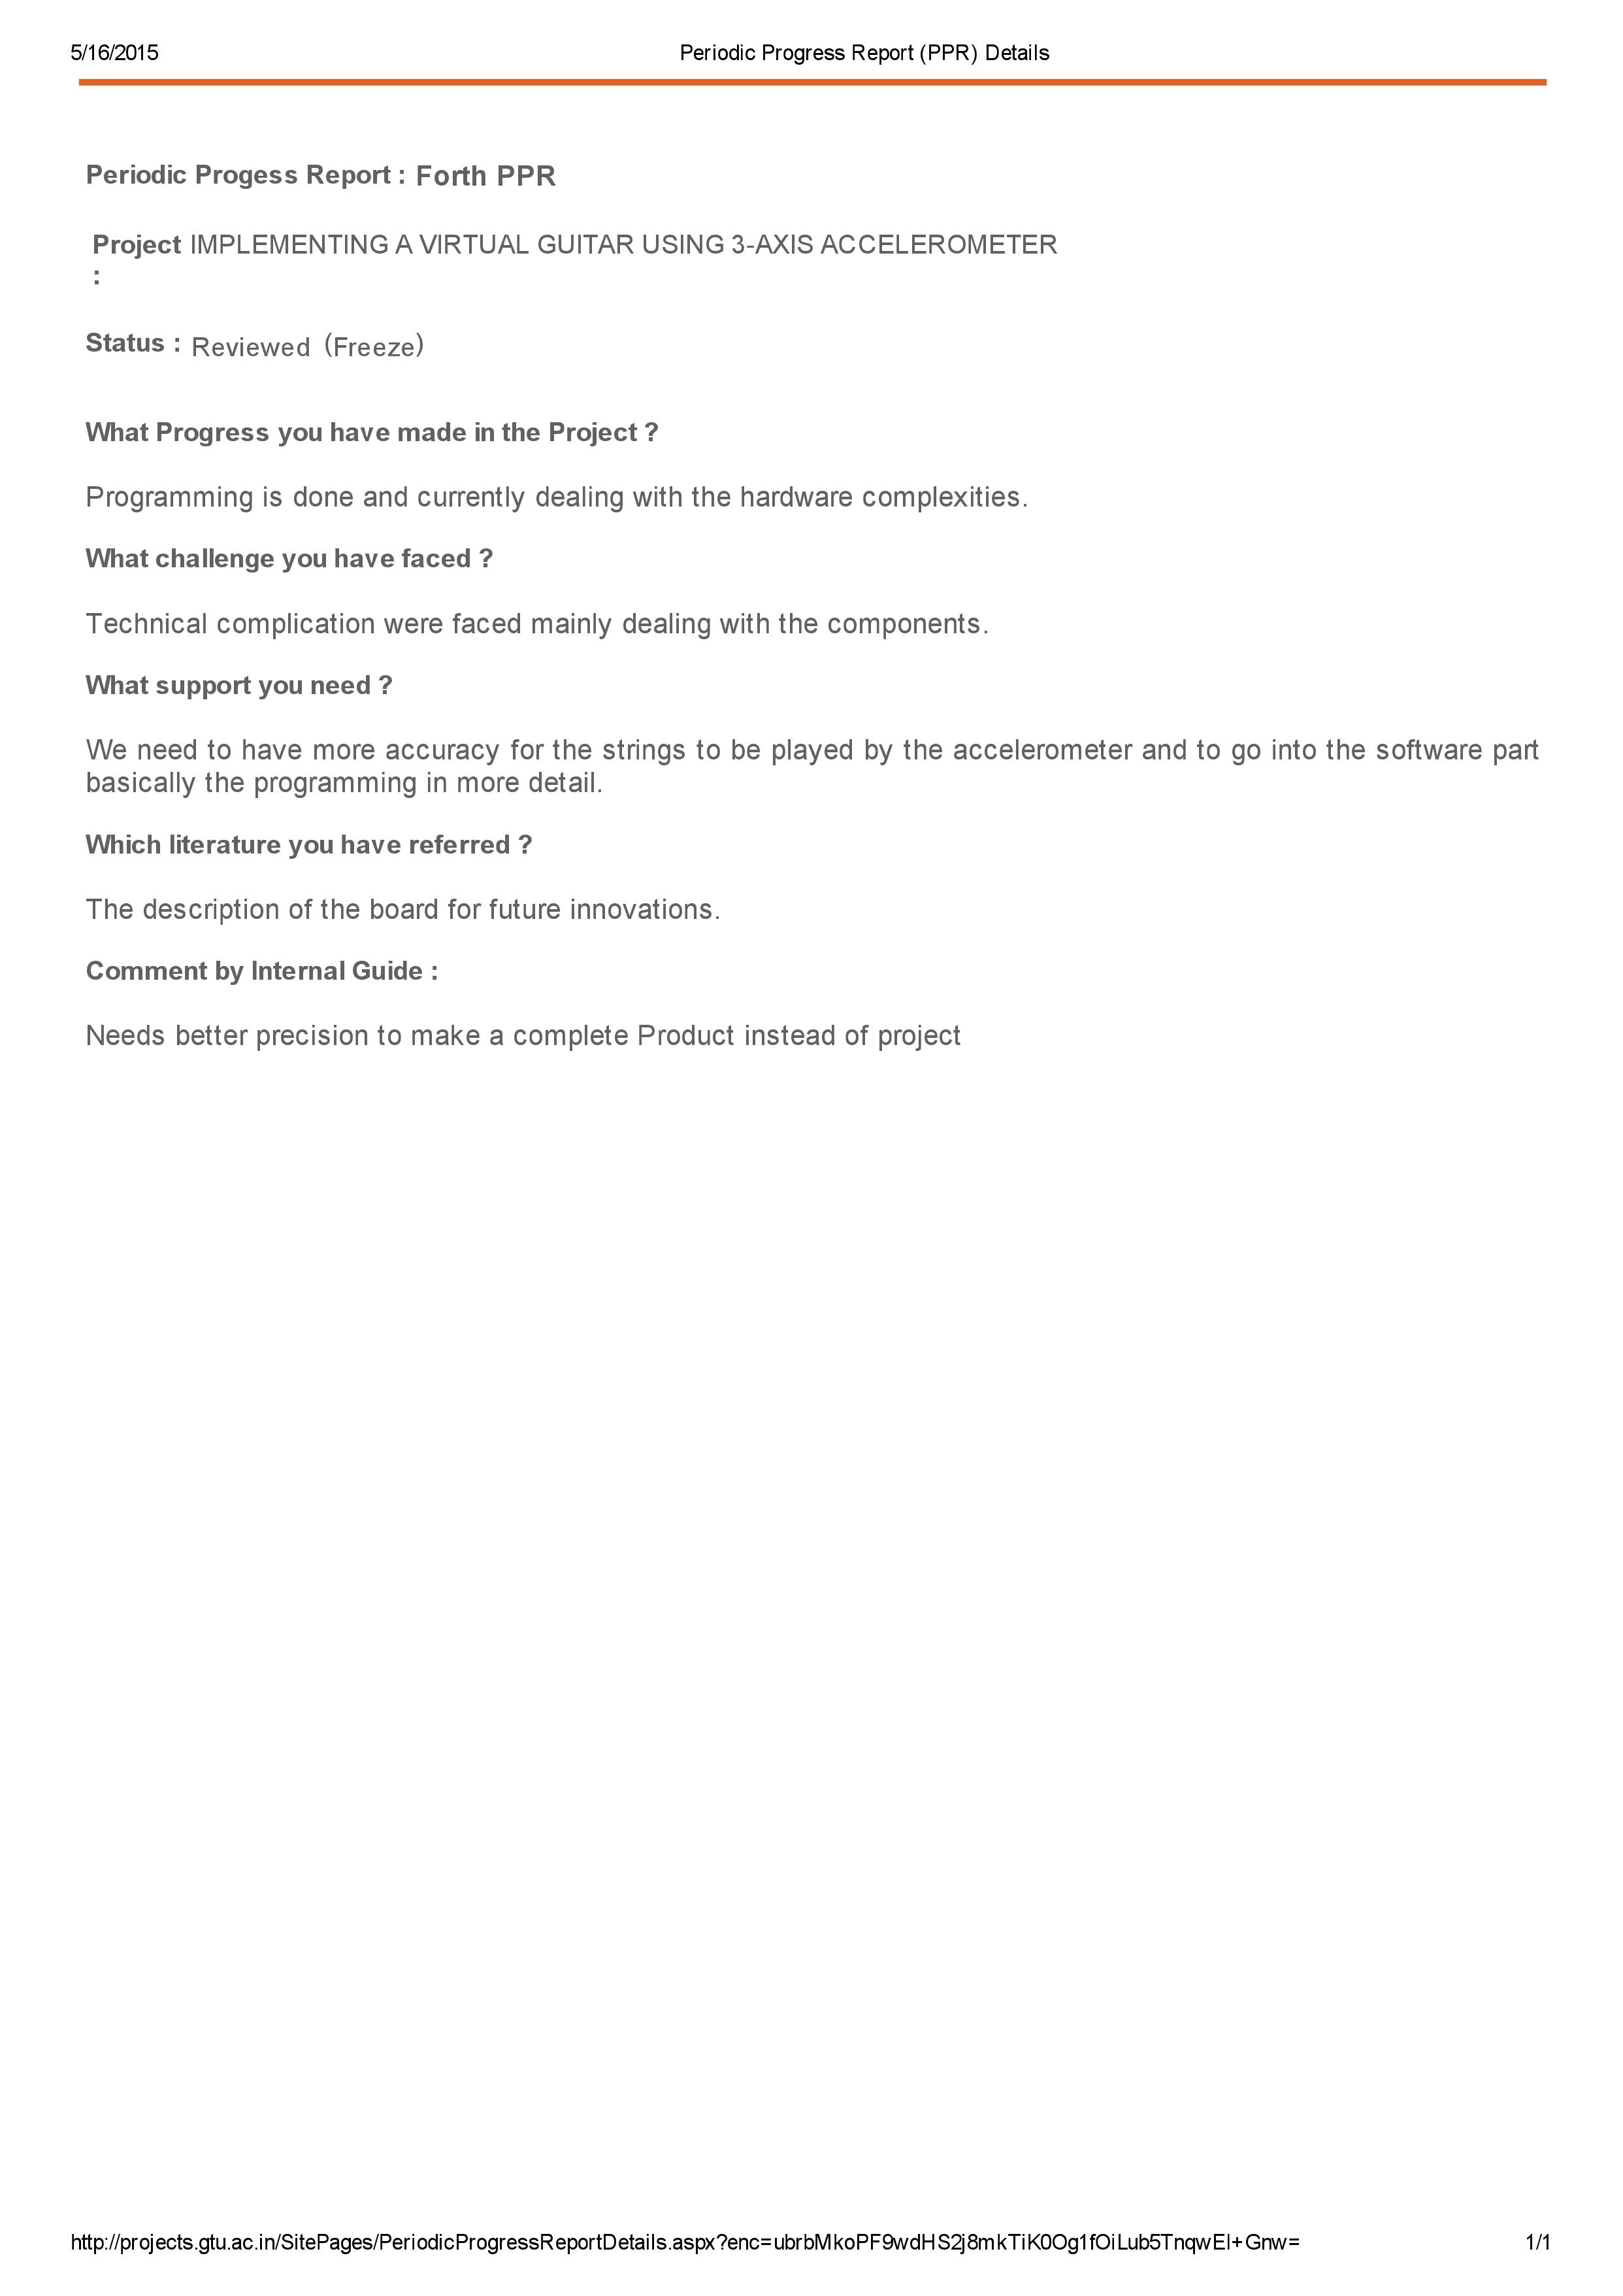 5/16/2015 Periodic Progress Report (PPR) Details
Periodic Progess Report : Forth PPR
Project IMPLEMENTING A VIRTUAL GUITAR USING 3-AXIS ACCELEROMETER
:
Status : Reviewed (Freeze)
What Progress you have made in the Project ?
Programming is done and currently dealing with the hardware complexities.
What challenge you have faced ?
Technical complication were faced mainly dealing with the components.
What support you need ?
We need to have more accuracy for the strings to be played by the accelerometer and to go into the software part
basically the programming in more detail.
Which literature you have referred ?
The description of the board for future innovations.
Comment by Internal Guide :
Needs better precision to make a complete Product instead of project
http://projects.gtu.ac.in/SitePages/PeriodicProgressReportDetails.aspx?enc=ubrbMkoPF9wdHS2j8mkTiK0Og1fOiLub5TnqwEI+Gnw= 1/1